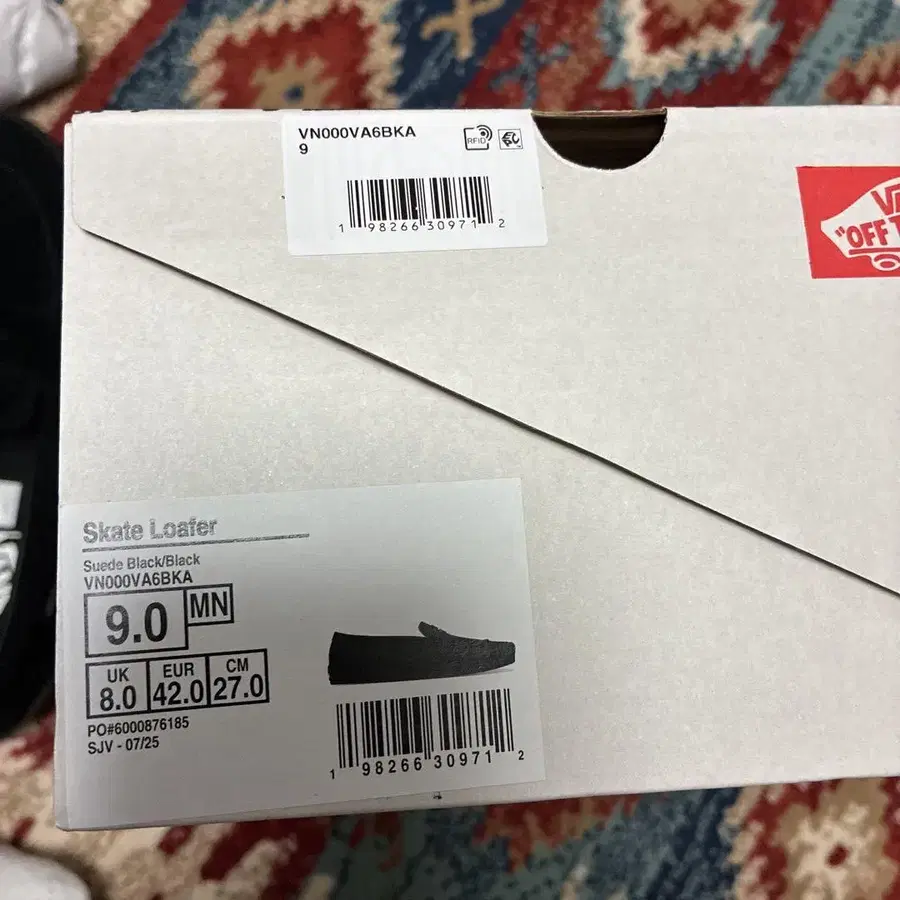 VN000VA6BKA
9
RFID
1 98266 30971 2
"OFF T
Skate Loafer
Suede Black/Black
VN000VA6BKA
9.0 MN
UK EUR CM
8.0 42.0 27.0
PO#6000876185
SJV - 07/25
1 98266 30971 2